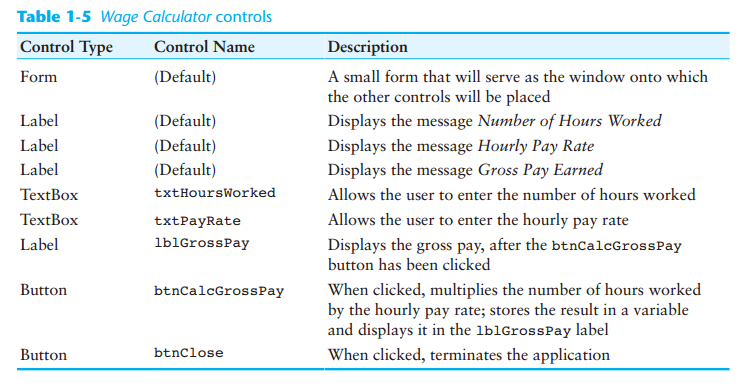 Table 1-5 Wage Calculator controls
Control Type Control Name Description
Form (Default) A small form that will serve as the window onto which
the other controls will be placed
Label (Default) Displays the message Number of Hours Worked
Label (Default) Displays the message Hourly Pay Rate
Label (Default) Displays the message Gross Pay Earned
TextBox txtHoursWorked Allows the user to enter the number of hours worked
TextBox txtPayRate Allows the user to enter the hourly pay rate
Label lblGrossPay Displays the gross pay, after the btnCalcGrossPay
button has been clicked
Button btnCalcGrossPay When clicked, multiplies the number of hours worked
by the hourly pay rate; stores the result in a variable
and displays it in the lblGrossPay label
Button btnClose When clicked, terminates the application